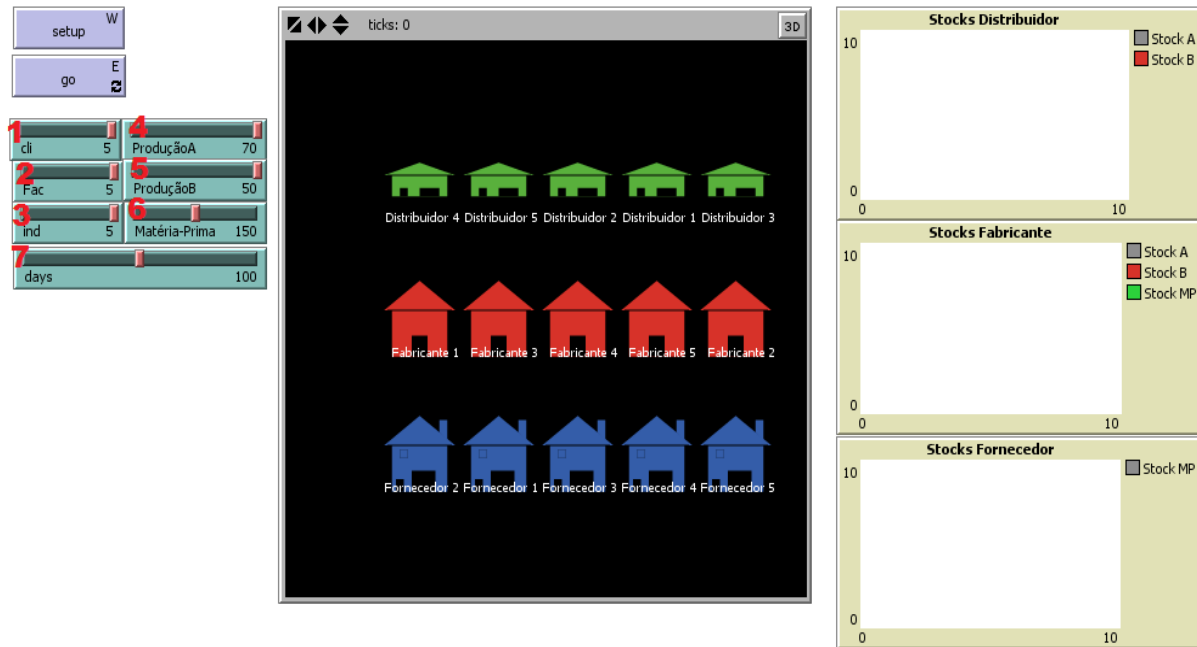 setup W
go E
ticks: 0
3D
1
cli 5
4
ProduçãoA 70
2
Fac 5
5
ProduçãoB 50
3
ind 5
6
Matéria-Prima 150
7
days 100
Distribuidor 4 Distribuidor 5 Distribuidor 2 Distribuidor 1 Distribuidor 3
Fabricante 1 Fabricante 3 Fabricante 4 Fabricante 5 Fabricante 2
Fornecedor 2 Fornecedor 1 Fornecedor 3 Fornecedor 4 Fornecedor 5
Stocks Distribuidor
10
0
0 10
Stock A
Stock B
Stocks Fabricante
10
0
0 10
Stock A
Stock B
Stock MP
Stocks Fornecedor
10
0
0 10
Stock MP